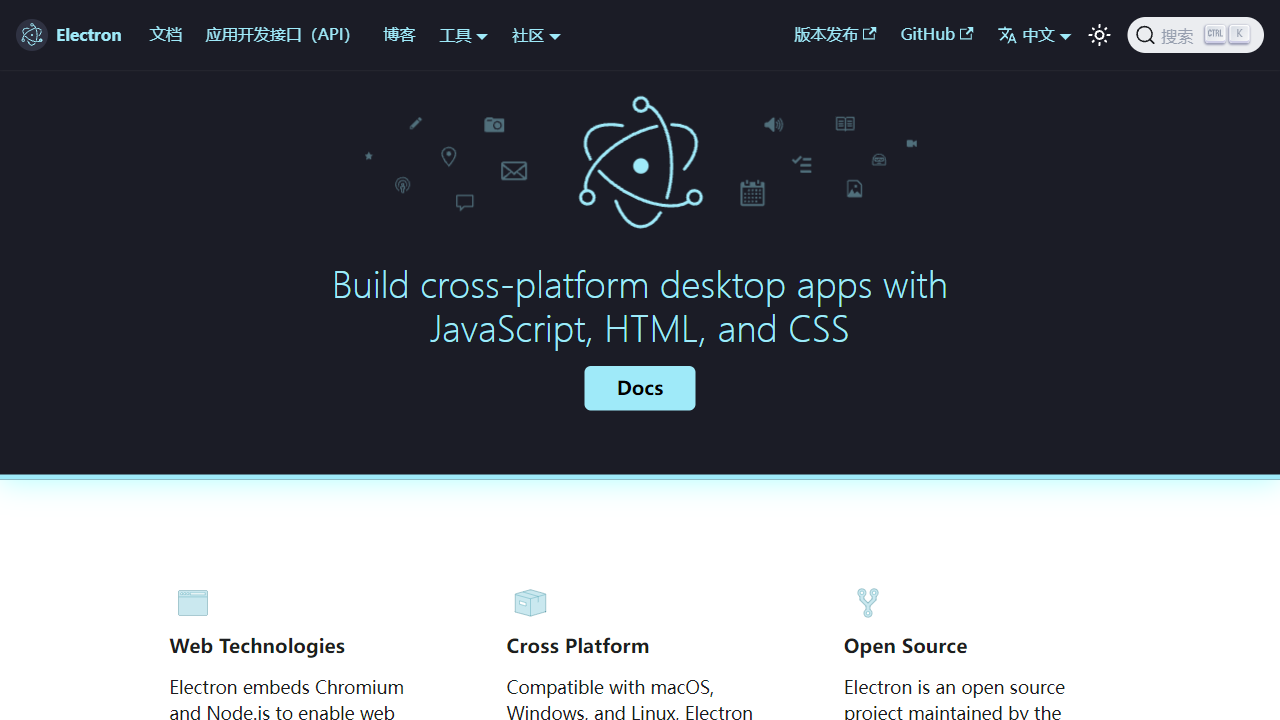 Electron 文档 应用开发接口（API） 博客 工具 社区 版本发布 GitHub 中文 搜索 CTRL K
Build cross-platform desktop apps with
JavaScript, HTML, and CSS
Docs
Web Technologies
Electron embeds Chromium
and Node.js to enable web
Cross Platform
Compatible with macOS,
Windows, and Linux, Electron
Open Source
Electron is an open source
project maintained by the